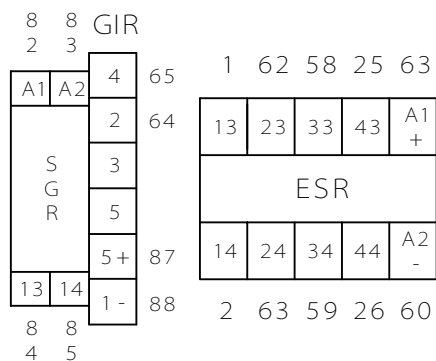 8 8 GIR
2 3
A1 A2 4 65
2 64
3
5
5+ 87
1- 88
S
G
R
13 14
8 8
4 5
1 62 58 25 63
13 23 33 43 A1
+
ESR
14 24 34 44 A2
-
2 63 59 26 60